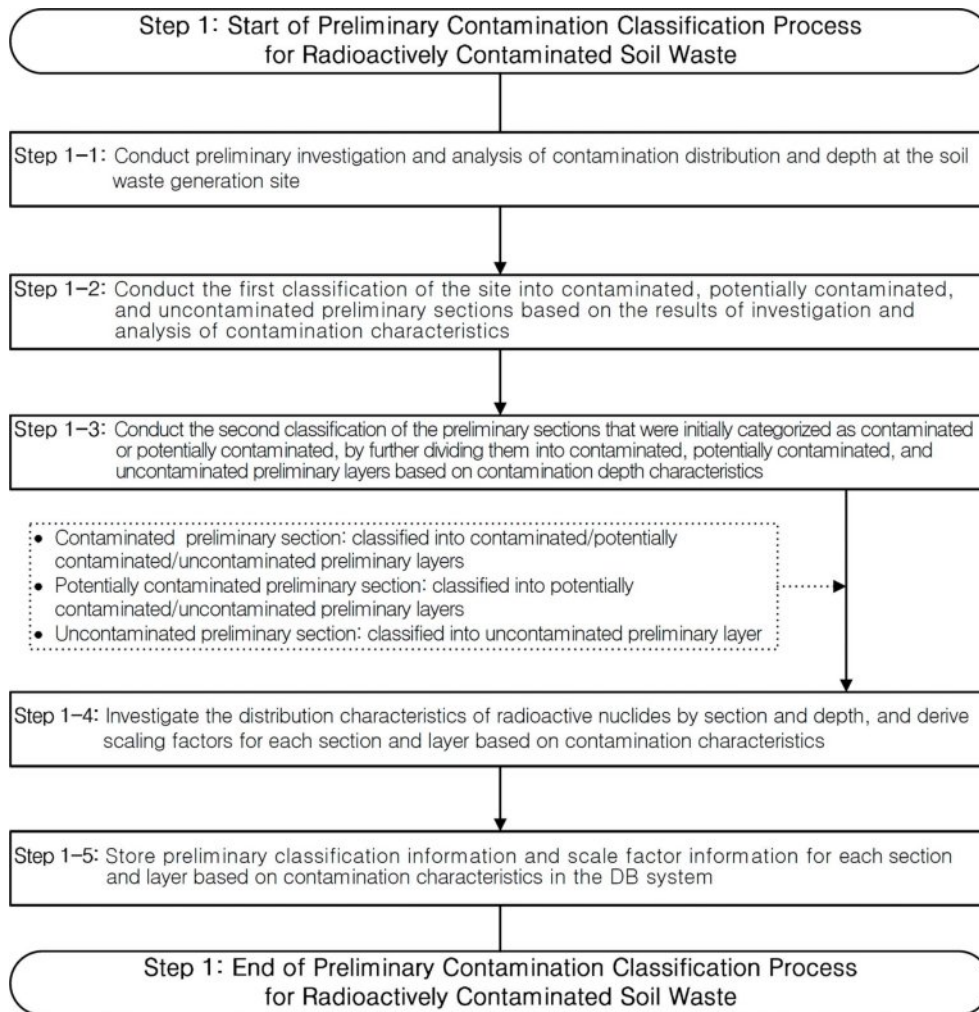 Step 1: Start of Preliminary Contamination Classification Process
for Radioactively Contaminated Soil Waste
Step 1-1: Conduct preliminary investigation and analysis of contamination distribution and depth at the soil
waste generation site
Step 1-2: Conduct the first classification of the site into contaminated, potentially contaminated,
and uncontaminated preliminary sections based on the results of investigation and
analysis of contamination characteristics
Step 1-3: Conduct the second classification of the preliminary sections that were initially categorized as contaminated
or potentially contaminated, by further dividing them into contaminated, potentially contaminated, and
uncontaminated preliminary layers based on contamination depth characteristics
• Contaminated preliminary section: classified into contaminated/potentially
contaminated/uncontaminated preliminary layers
• Potentially contaminated preliminary section: classified into potentially
contaminated/uncontaminated preliminary layers
• Uncontaminated preliminary section: classified into uncontaminated preliminary layer
Step 1-4: Investigate the distribution characteristics of radioactive nuclides by section and depth, and derive
scaling factors for each section and layer based on contamination characteristics
Step 1-5: Store preliminary classification information and scale factor information for each section
and layer based on contamination characteristics in the DB system
Step 1: End of Preliminary Contamination Classification Process
for Radioactively Contaminated Soil Waste